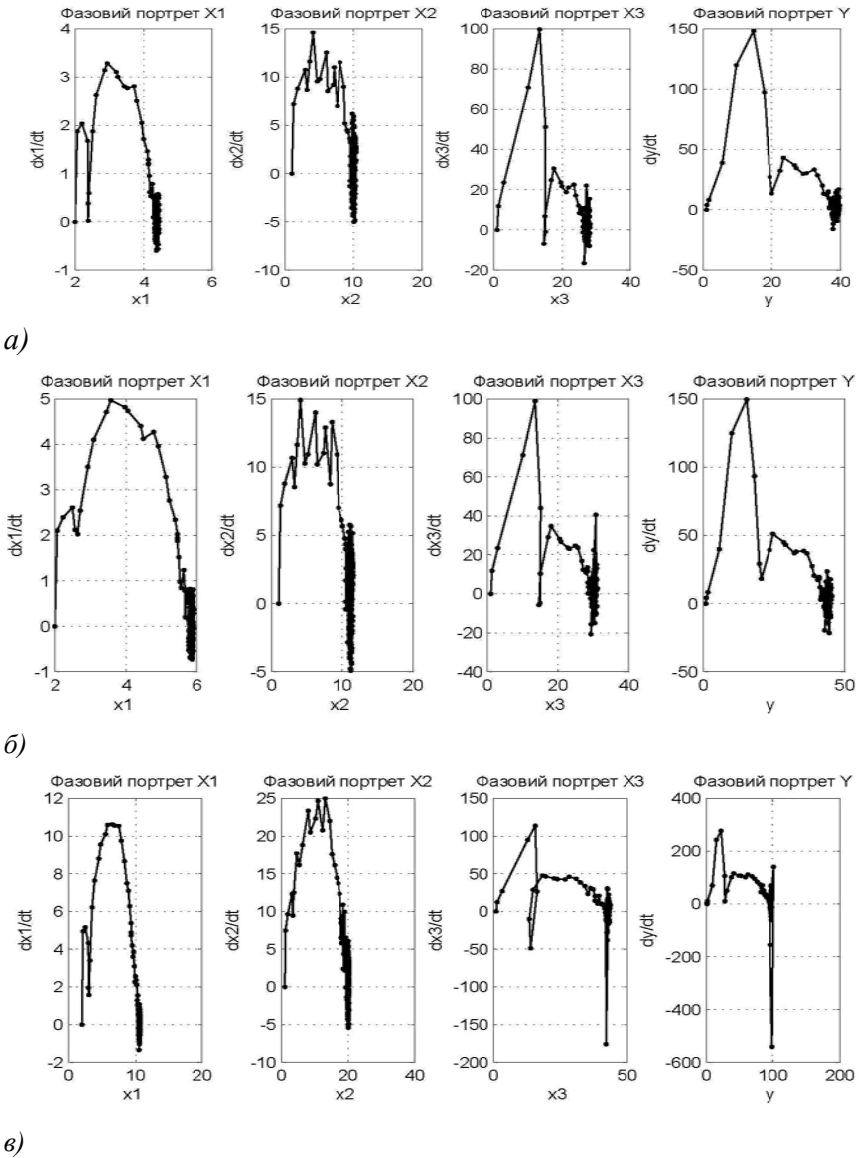 Фазовий портрет X1 Фазовий портрет X2 Фазовий портрет X3 Фазовий портрет Y
4 15 100 150
3 10 80 100
2 5 60 50
1 0 40 0
0 -5 20 -50
-1 -10 0
-20
dx1/dt dx2/dt dx3/dt dy/dt
2 4 6 0 10 20 0 20 40 0 20 40
x1 x2 x3 y
а)
Фазовий портрет X1 Фазовий портрет X2 Фазовий портрет X3 Фазовий портрет Y
5 15 100 150
4 10 80 100
3 5 60 50
2 0 40 0
1 -5 20 -50
0 0
-1 -20
-40
dx1/dt dx2/dt dx3/dt dy/dt
2 4 6 0 10 20 0 20 40 0 50
x1 x2 x3 y
б)
Фазовий портрет X1 Фазовий портрет X2 Фазовий портрет X3 Фазовий портрет Y
12 25 150 400
10 20 100 200
8 15 50 0
6 10 0 -200
4 5 -50 -400
2 0 -100 -600
0 -5 -150
-2 -10 -200
dx1/dt dx2/dt dx3/dt dy/dt
0 10 20 0 20 40 0 50 0 100 200
x1 x2 x3 y
в)